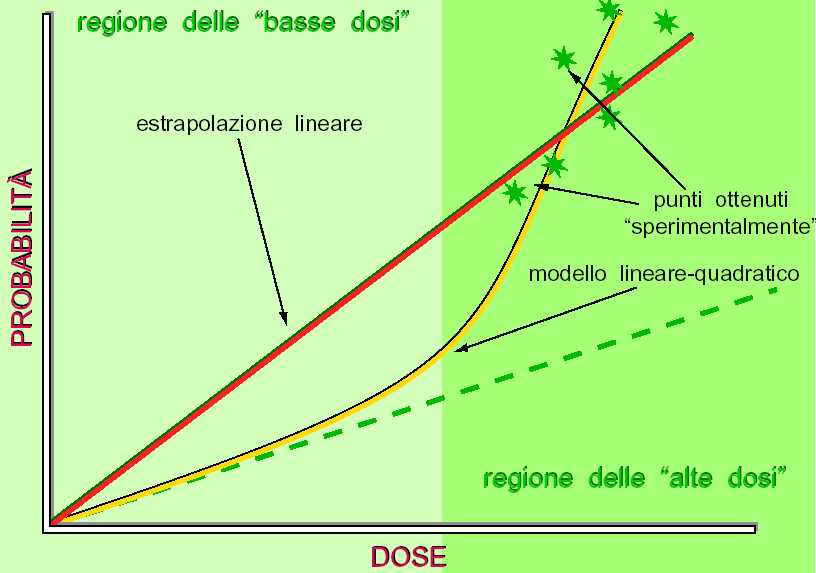 regione delle “basse dosi”
estrapolazione lineare
PROBABILITÀ
punti ottenuti
“sperimentalmente”
modello lineare-quadratico
regione delle “alte dosi”
DOSE